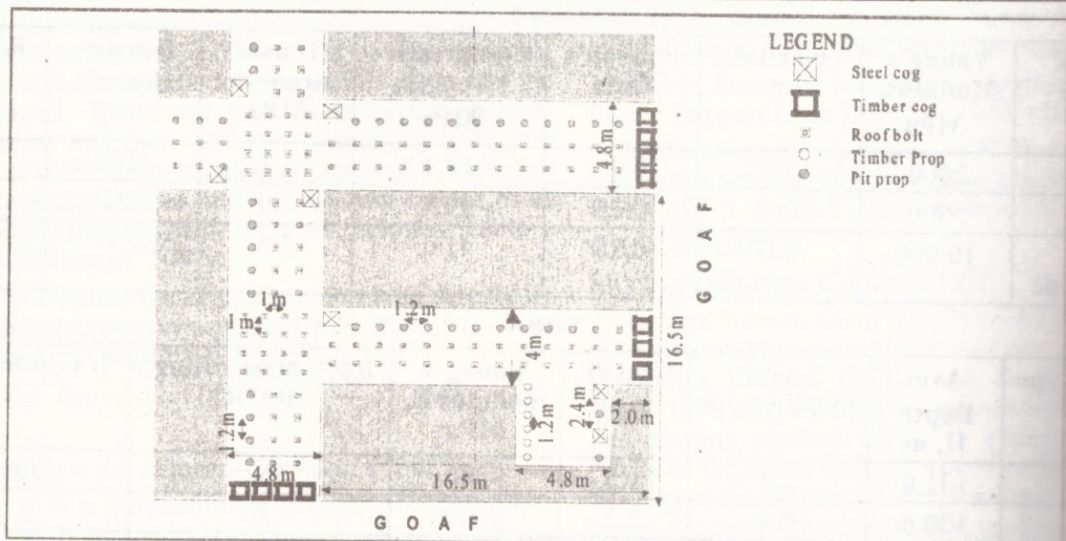 LEGEND
Steel cog
Timber cog
Roof bolt
Timber Prop
Pit prop
4.8m
G O A F
16.5m
1m
1m
1.2m
4m
1.2m
2.4m
2.0m
1.2m
4.8m
16.5m
4.8m
G O A F